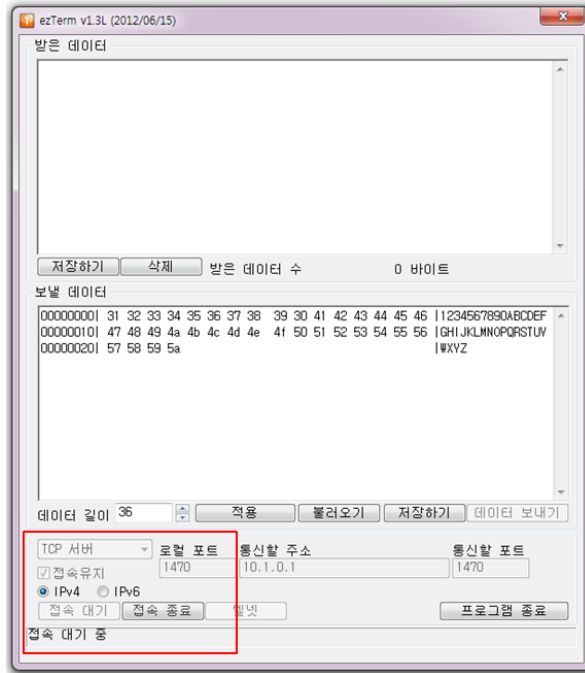 ezTerm v1.3L (2012/06/15)
받은 데이터
저장하기 삭제 받은 데이터 수 0 바이트
보낼 데이터
00000000| 31 32 33 34 35 36 37 38 39 30 41 42 43 44 45 46 |1234567890ABCDEF
00000010| 47 48 49 4a 4b 4c 4d 4e 4f 50 51 52 53 54 55 56 |GHIJKLMNOPQRSTUV
00000020| 57 58 59 5a |WXYZ
데이터 길이 36 적용 불러오기 저장하기 데이터 보내기
TCP 서버 로컬 포트 통신할 주소 통신할 포트
접속유지 1470 10.1.0.1 1470
IPv4 IPv6
접속 대기 접속 종료 텔넷 프로그램 종료
접속 대기 중